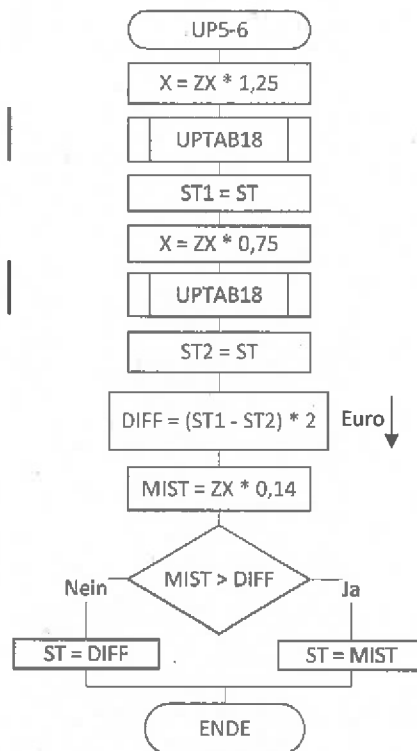 UP5-6
X = ZX * 1,25
UPTAB18
ST1 = ST
X = ZX * 0,75
UPTAB18
ST2 = ST
DIFF = (ST1 - ST2) * 2 Euro ↓
MIST = ZX * 0,14
MIST > DIFF
Nein Ja
ST = DIFF ST = MIST
ENDE